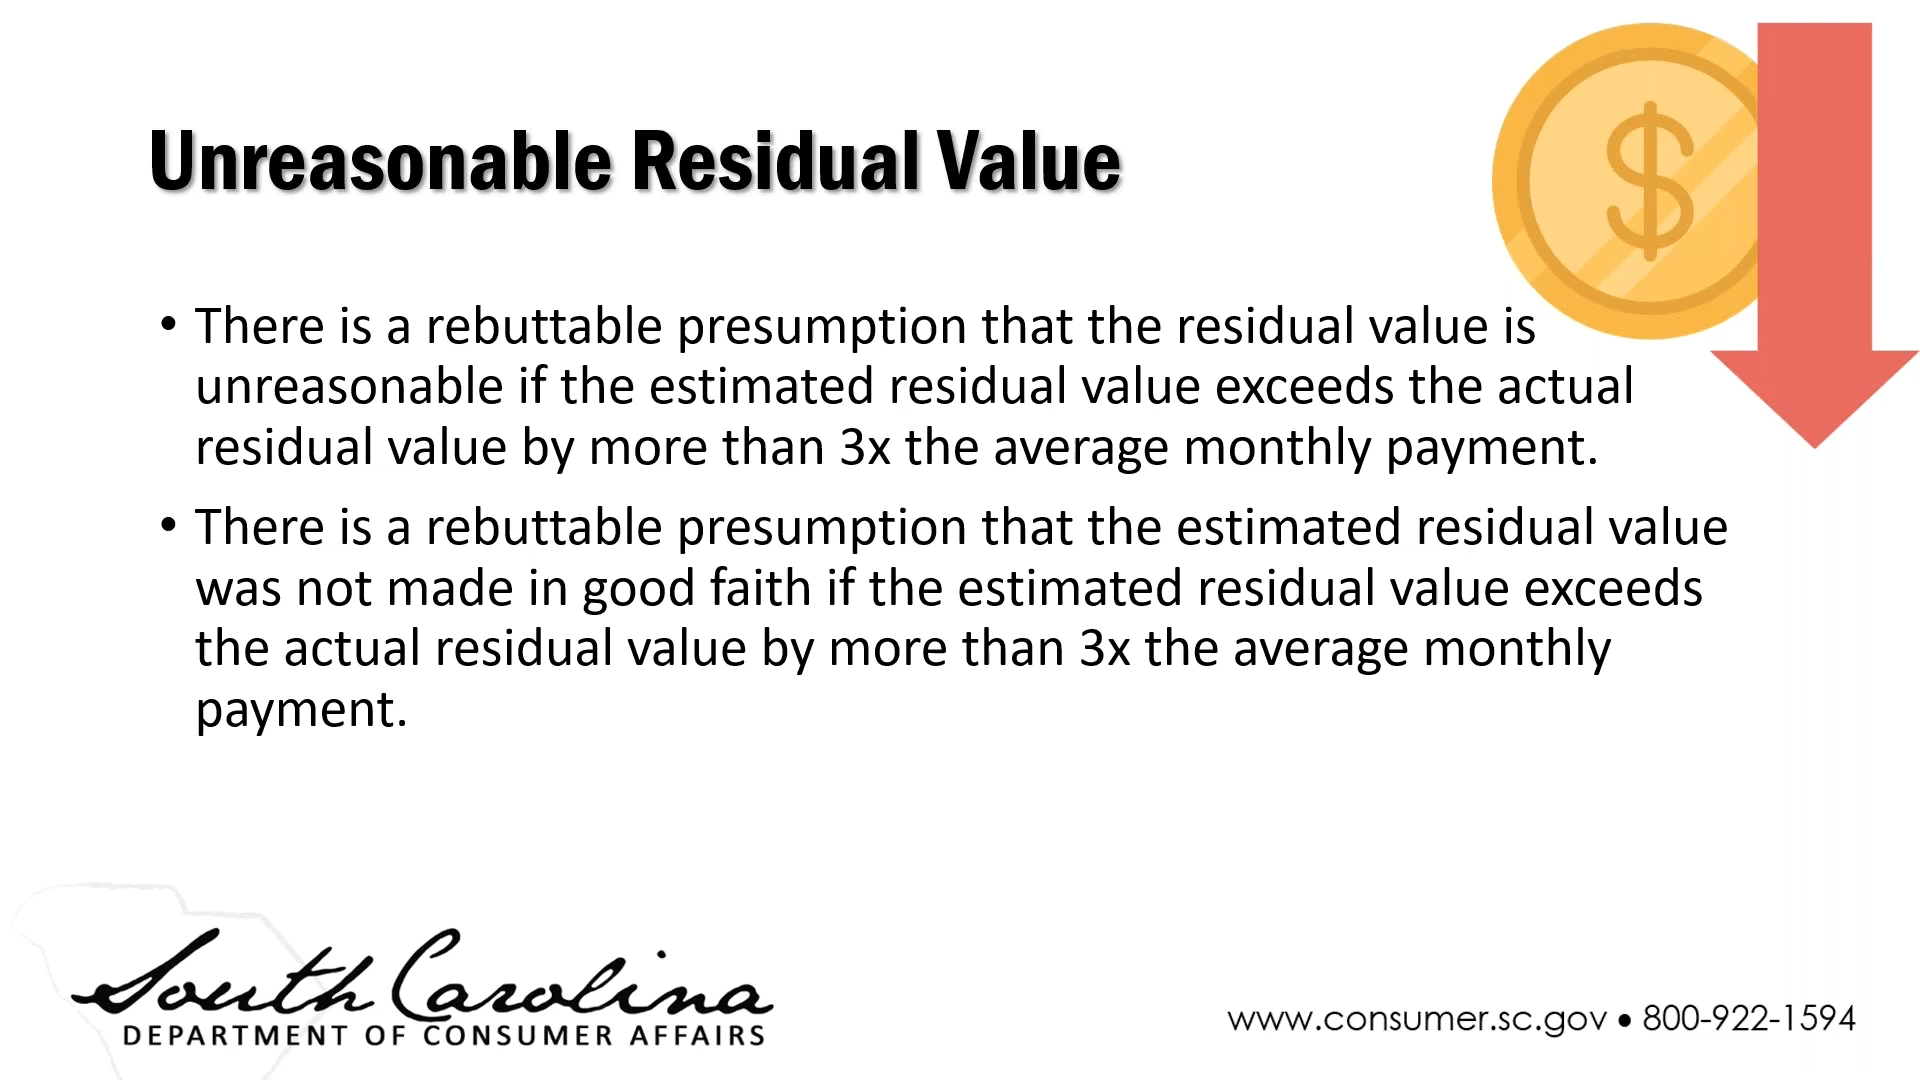 Unreasonable Residual Value
• There is a rebuttable presumption that the residual value is
unreasonable if the estimated residual value exceeds the actual
residual value by more than 3x the average monthly payment.
• There is a rebuttable presumption that the estimated residual value
was not made in good faith if the estimated residual value exceeds
the actual residual value by more than 3x the average monthly
payment.
South Carolina
DEPARTMENT OF CONSUMER AFFAIRS
www.consumer.sc.gov • 800-922-1594
$